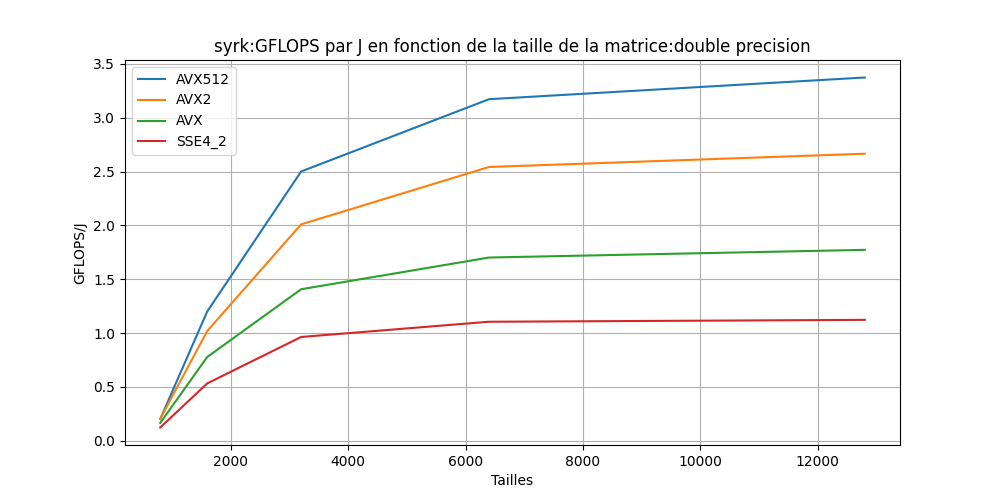 syrk:GFLOPS par J en fonction de la taille de la matrice:double precision
AVX512
AVX2
AVX
SSE4_2
GFLOPS/J
3.5
3.0
2.5
2.0
1.5
1.0
0.5
0.0
2000 4000 6000 8000 10000 12000
Tailles